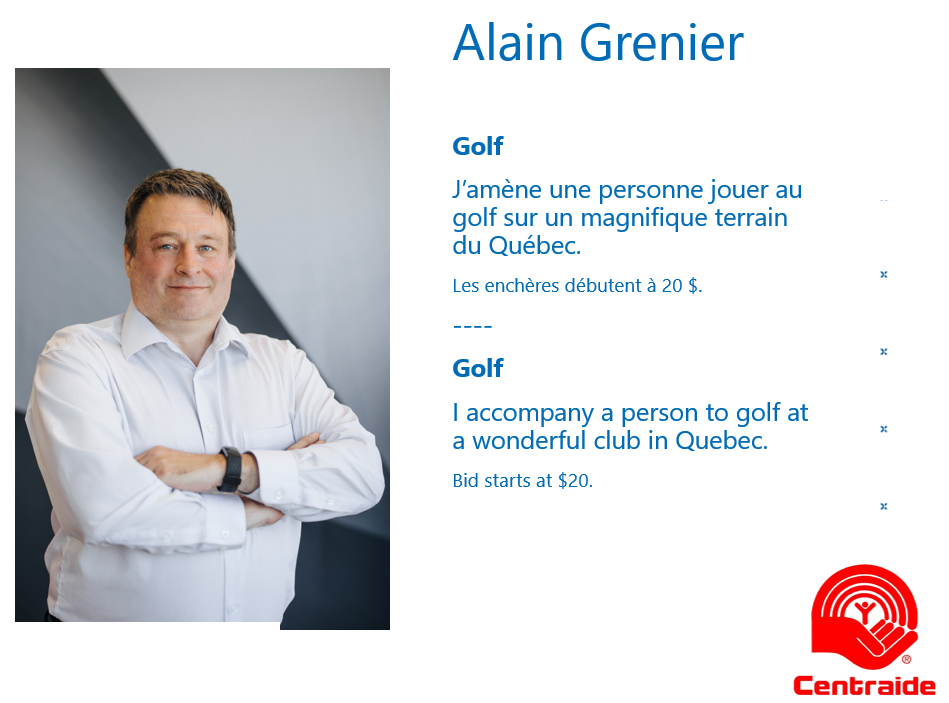 Alain Grenier
Golf
J’amène une personne jouer au
golf sur un magnifique terrain
du Québec.
Les enchères débutent à 20 $.
----
Golf
I accompany a person to golf at
a wonderful club in Quebec.
Bid starts at $20.
®
Centraide